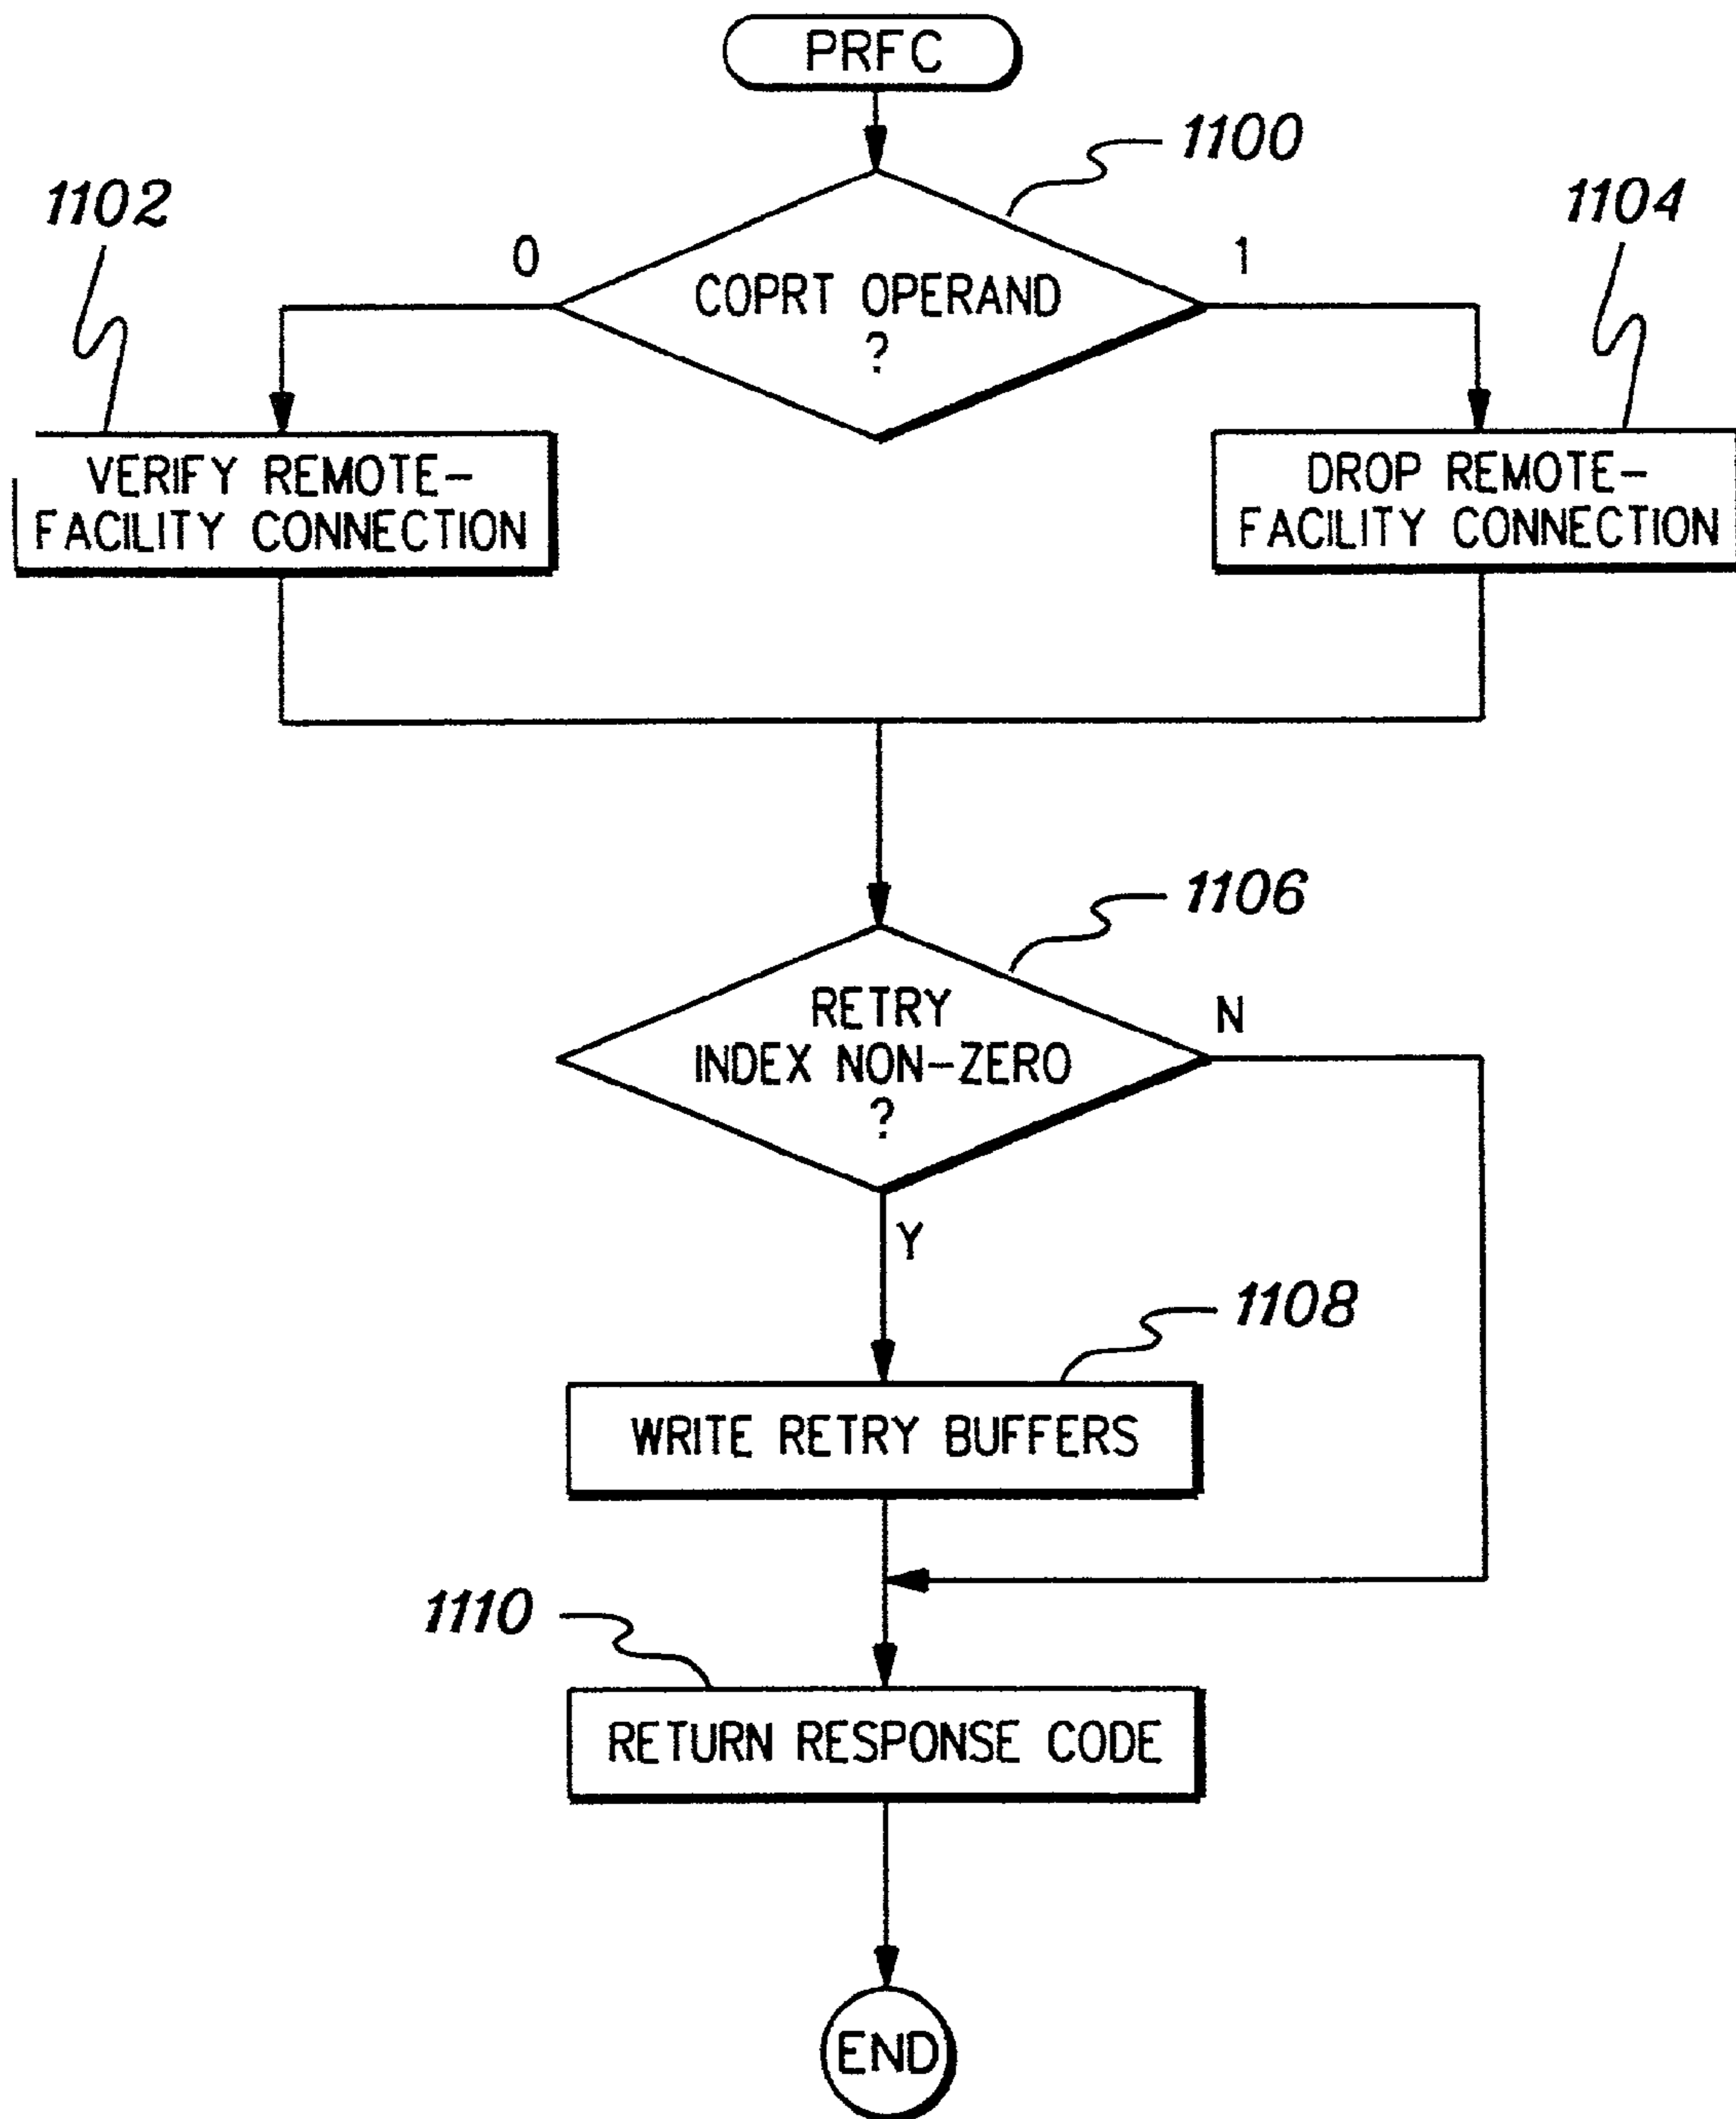 PRFC
1100
1102
0
1
1104
COPRT OPERAND
?
VERIFY REMOTE-
FACILITY CONNECTION
DROP REMOTE-
FACILITY CONNECTION
1106
RETRY
INDEX NON-ZERO
?
N
Y
1108
WRITE RETRY BUFFERS
1110
RETURN RESPONSE CODE
END